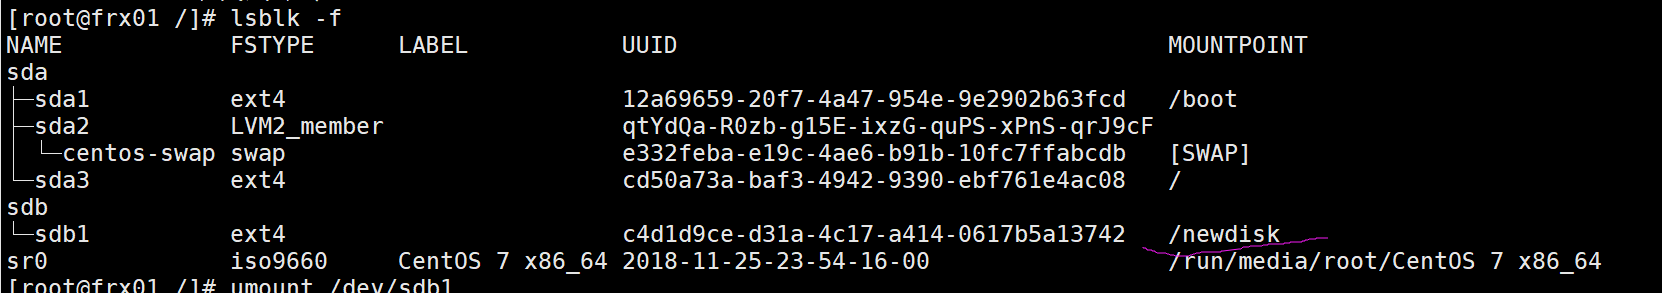 [root@frx01 /]# lsblk -f
NAME            FSTYPE      LABEL           UUID                                   MOUNTPOINT
sda
├─sda1          ext4                        12a69659-20f7-4a47-954e-9e2902b63fcd   /boot
├─sda2          LVM2_member                 qtYdQa-R0zb-g15E-ixzG-quPS-xPnS-qrJ9cF
│ └─centos-swap swap                        e332feba-e19c-4ae6-b91b-10fc7ffabcdb   [SWAP]
└─sda3          ext4                        cd50a73a-baf3-4942-9390-ebf761e4ac08   /
sdb
└─sdb1          ext4                        c4d1d9ce-d31a-4c17-a414-0617b5a13742   /newdisk
sr0             iso9660     CentOS 7 x86_64 2018-11-25-23-54-16-00                 /run/media/root/CentOS 7 x86_64
[root@frx01 /]# umount /dev/sdb1